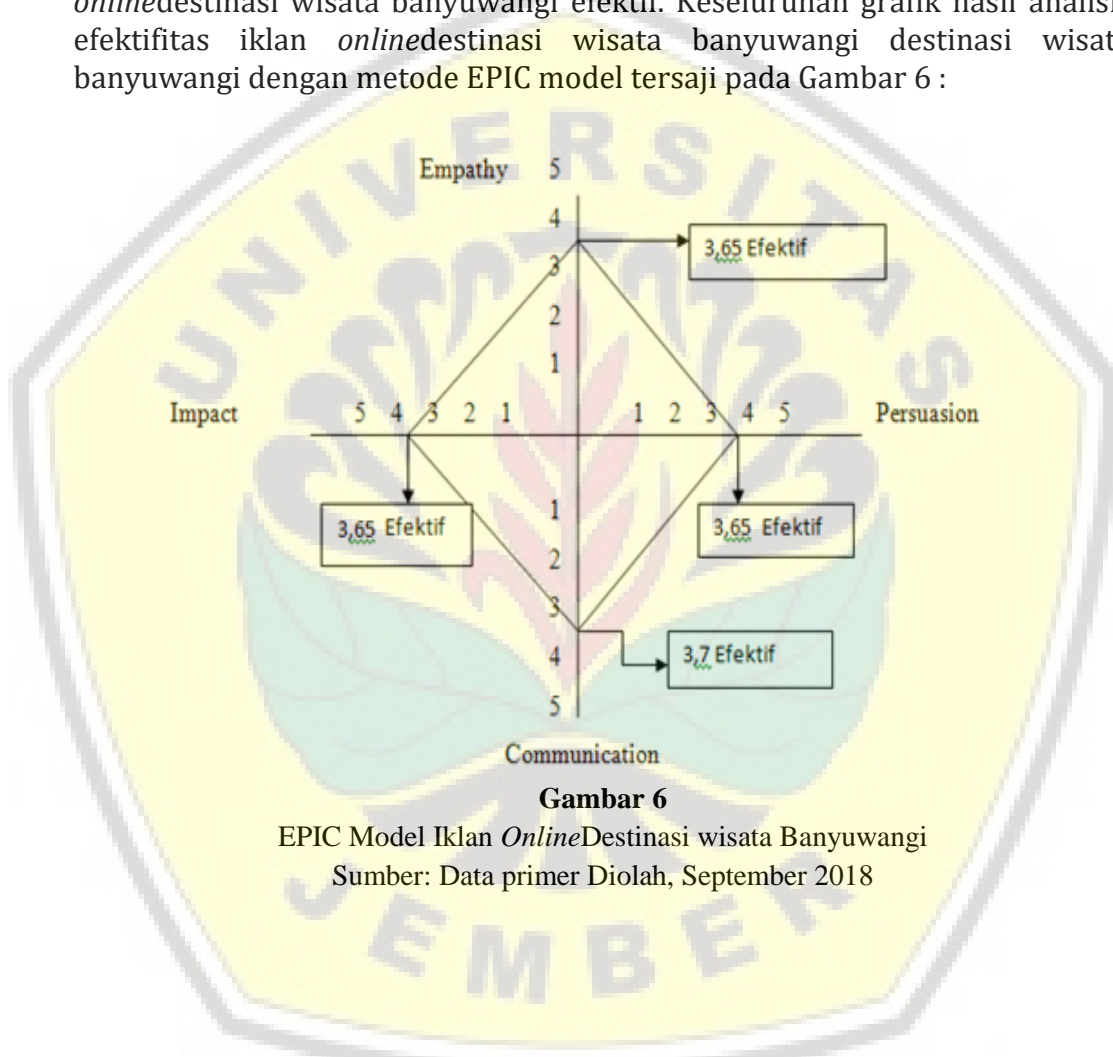 onlinedestinasi wisata banyuwangi efektif. Keseluruhan grafik hasil analisi
efektifitas iklan onlinedestinasi wisata banyuwangi destinasi wisat
banyuwangi dengan metode EPIC model tersaji pada Gambar 6 :
UNIVERSITAS
Empathy 5
4
3,65 Efektif
3
2
1
Impact 5 4 3 2 1 1 2 3 4 5 Persuasion
1
3,65 Efektif
3,65 Efektif
2
3
4
3,7 Efektif
5
Communication
Gambar 6
EPIC Model Iklan OnlineDestinasi wisata Banyuwangi
Sumber: Data primer Diolah, September 2018
JEMBER